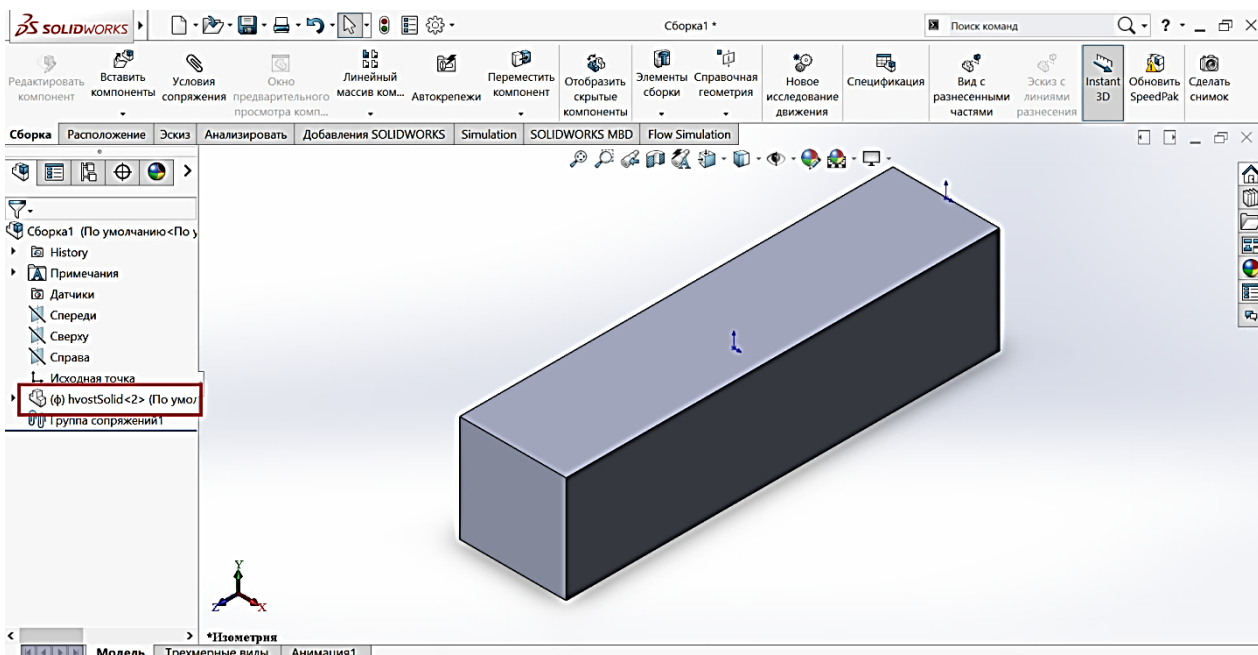 SOLIDWORKS
Сборка1 *
Поиск команд
Редактировать компонент
Вставить компоненты
Условия сопряжения
Окно предварительного просмотра комп...
Линейный массив ком...
Автокрепежи
Переместить компонент
Отобразить скрытые компоненты
Элементы сборки
Справочная геометрия
Новое исследование движения
Спецификация
Вид с разнесенными частями
Эскиз с линиями разнесения
Instant 3D
Обновить SpeedPak
Сделать снимок
Сборка Расположение Эскиз Анализировать Добавления SOLIDWORKS Simulation SOLIDWORKS MBD Flow Simulation
Сборка1 (По умолчанию<По у
History
Примечания
Датчики
Спереди
Сверху
Справа
Исходная точка
(ф) hvostSolid<2> (По умол
Группа сопряжений1
Y
Z X
*Изометрия
Модель Трехмерные виды Анимация1